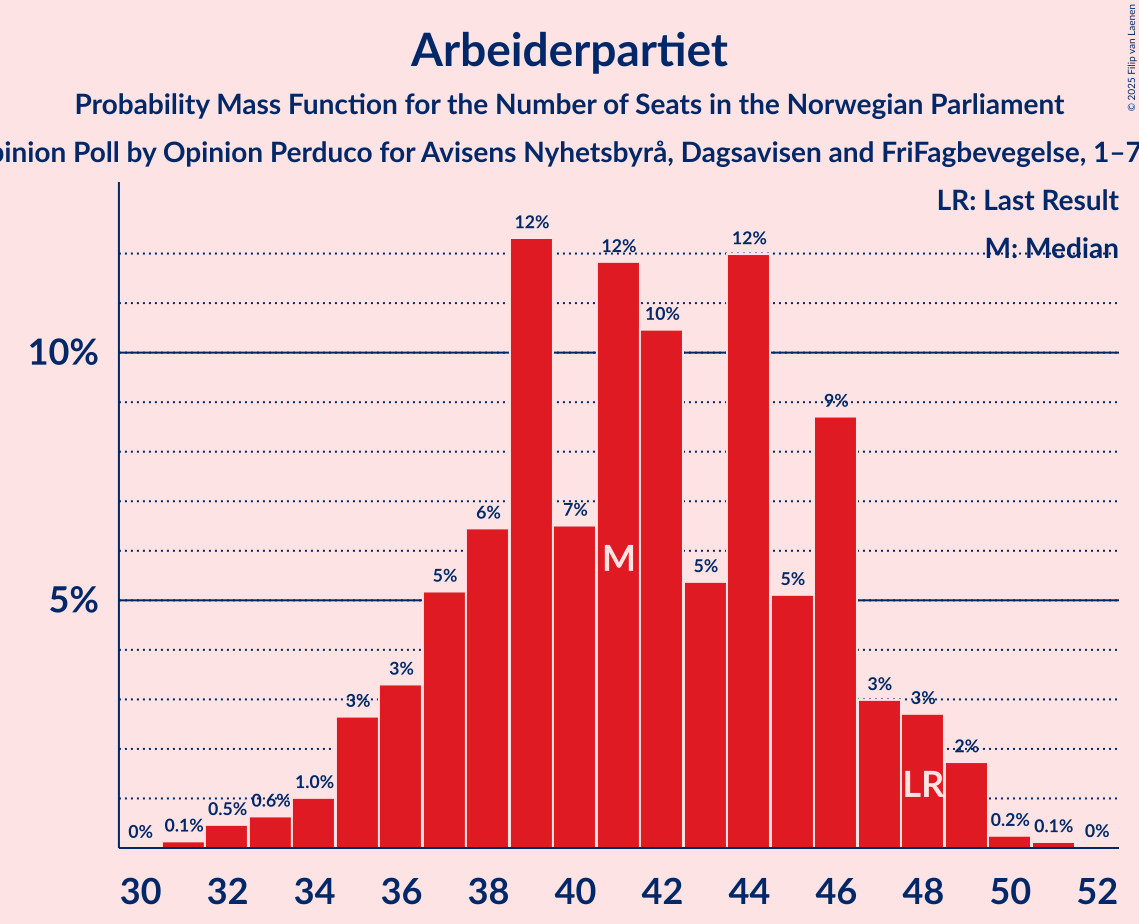 © 2025 Filip van Laenen
Arbeiderpartiet
Probability Mass Function for the Number of Seats in the Norwegian Parliament
Opinion Poll by Opinion Perduco for Avisens Nyhetsbyrå, Dagsavisen and FriFagbevegelse, 1–7
LR: Last Result
M: Median
10%
5%
0% 0.1% 0.5% 0.6% 1.0% 3% 3% 5% 6% 12% 7% 12% 10% 5% 12% 5% 9% 3% 3% 2% 0.2% 0.1% 0%
M
LR
30 32 34 36 38 40 42 44 46 48 50 52